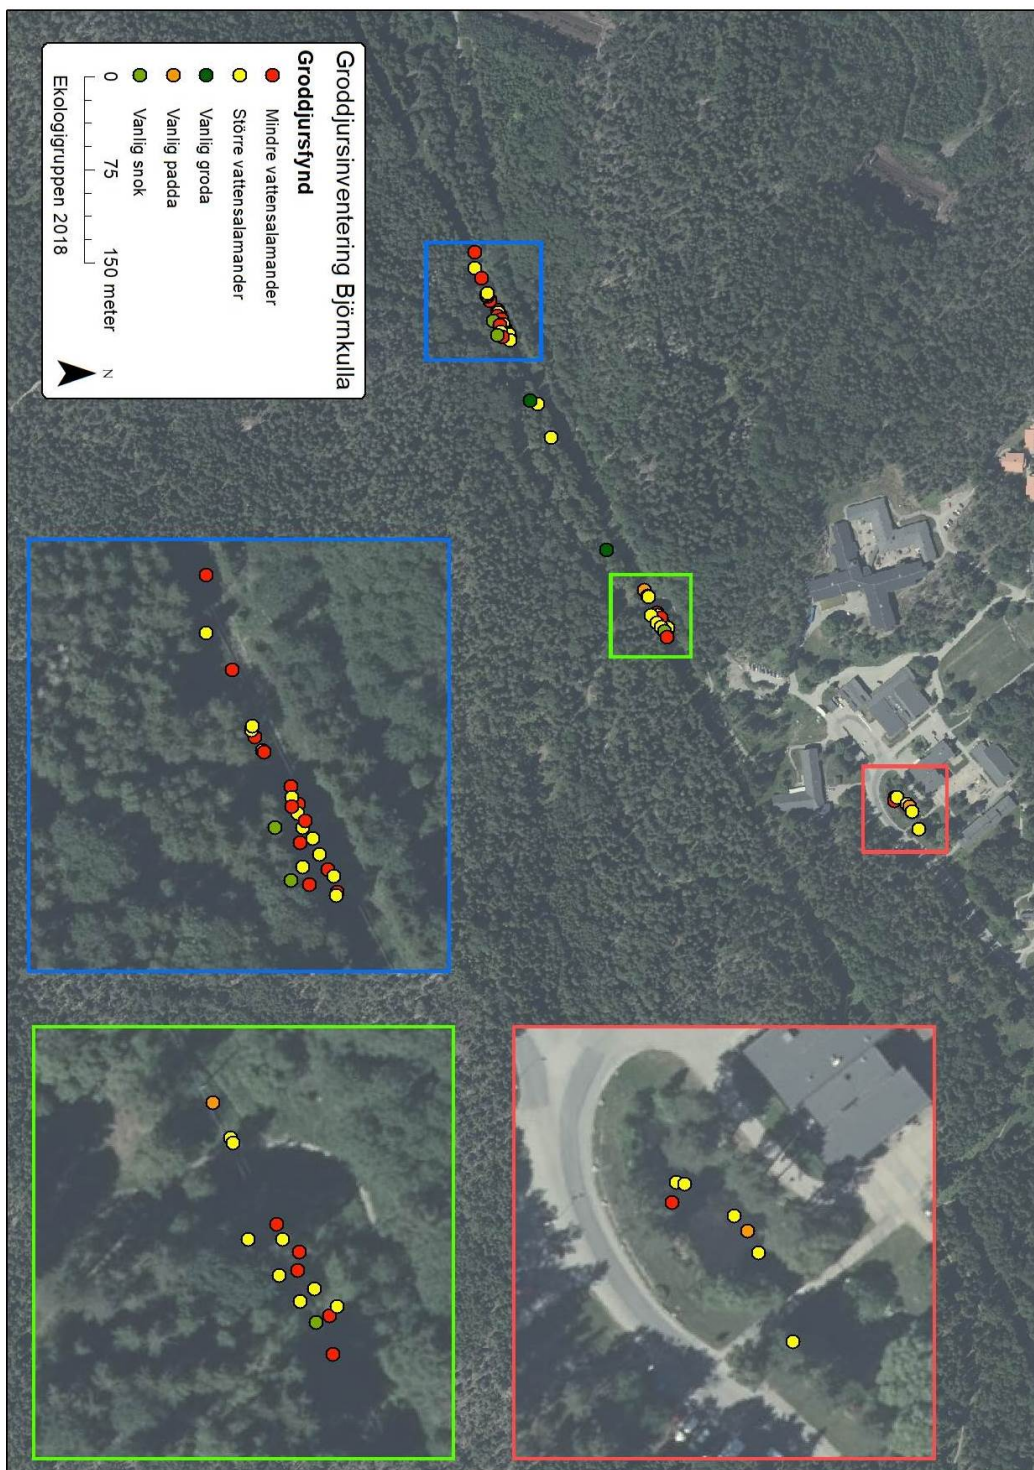 Groddjursinventering Björnkulla
Groddjursfynd
Mindre vattensalamander
Större vattensalamander
Vanlig groda
Vanlig padda
Vanlig snok
0 75 150 meter
N
Ekologigruppen 2018